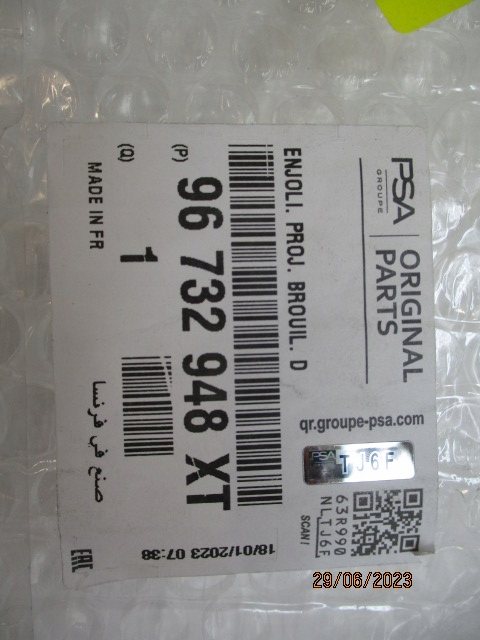 PSA
GROUPE
ORIGINAL
PARTS
qr.groupe-psa.com
ENJOLI. PROJ. BROUIL. D
PSA TJ6F
(P)
96 732 948 XT
63R990
NLTJ6F
SCAN!
(Q)
1
MADE IN FR
صنع في فرنسا
18/01/2023 07:38
EAC
29/06/2023